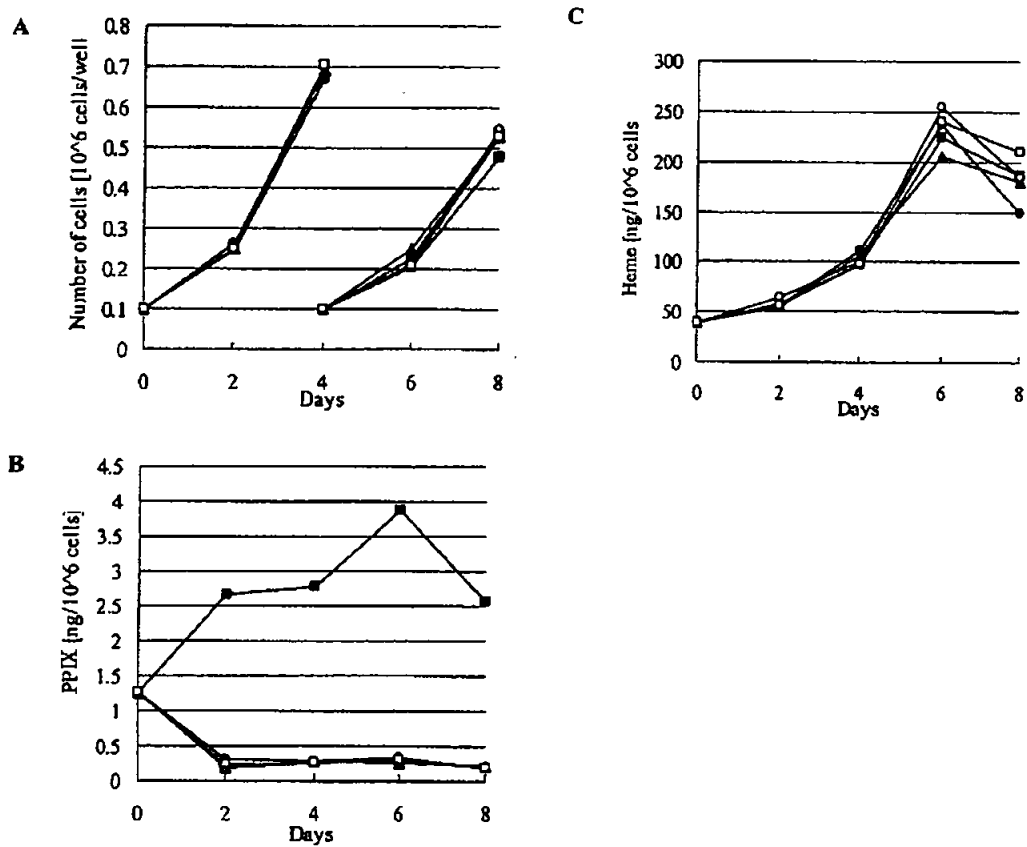 A
Number of cells [10^6 cells/well
0.8
0.7
0.6
0.5
0.4
0.3
0.2
0.1
0
0 2 4 6 8
Days
B
PPIX [ng/10^6 cells]
4.5
4
3.5
3
2.5
2
1.5
1
0.5
0
0 2 4 6 8
Days
C
Heme [ng/10^6 cells
300
250
200
150
100
50
0
0 2 4 6 8
Days